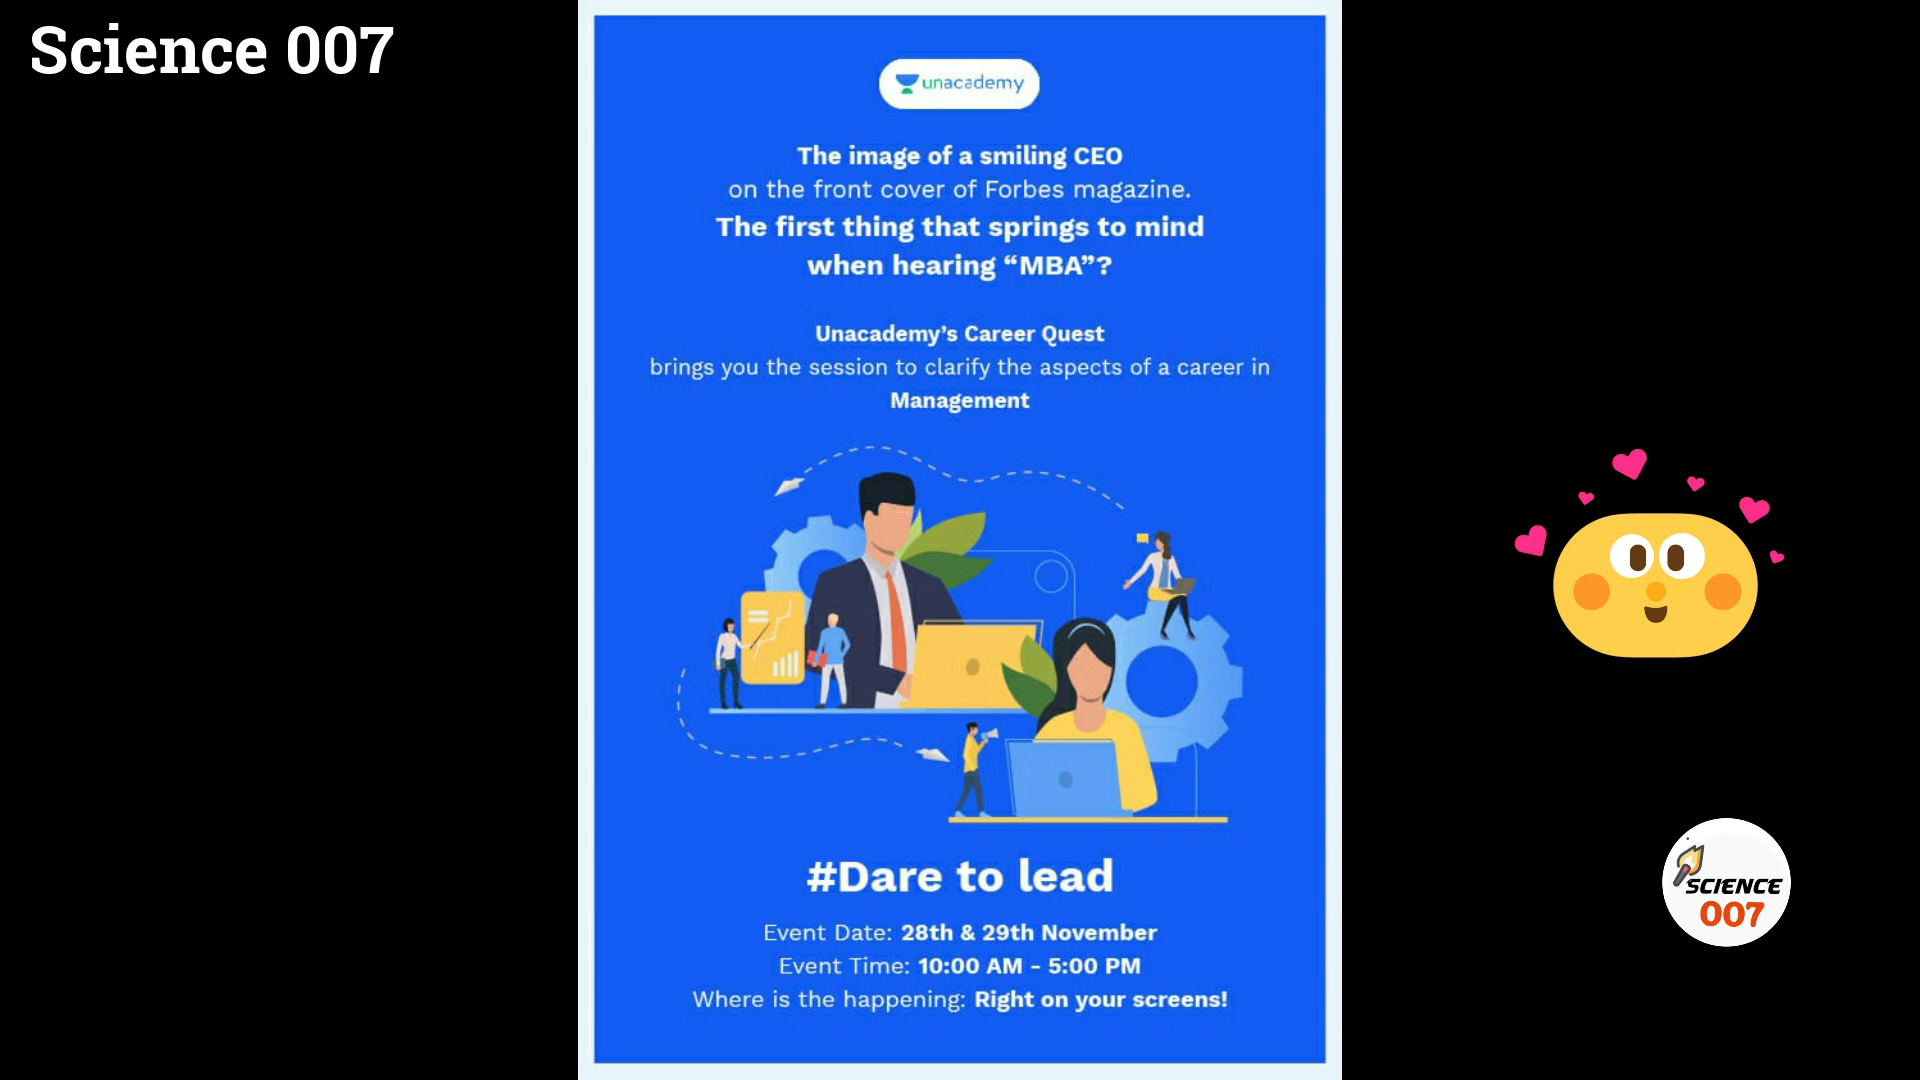 Science 007
unacademy
The image of a smiling CEO
on the front cover of Forbes magazine.
The first thing that springs to mind
when hearing “MBA”?
Unacademy’s Career Quest
brings you the session to clarify the aspects of a career in
Management
#Dare to lead
Event Date: 28th & 29th November
Event Time: 10:00 AM - 5:00 PM
Where is the happening: Right on your screens!
SCIENCE
007